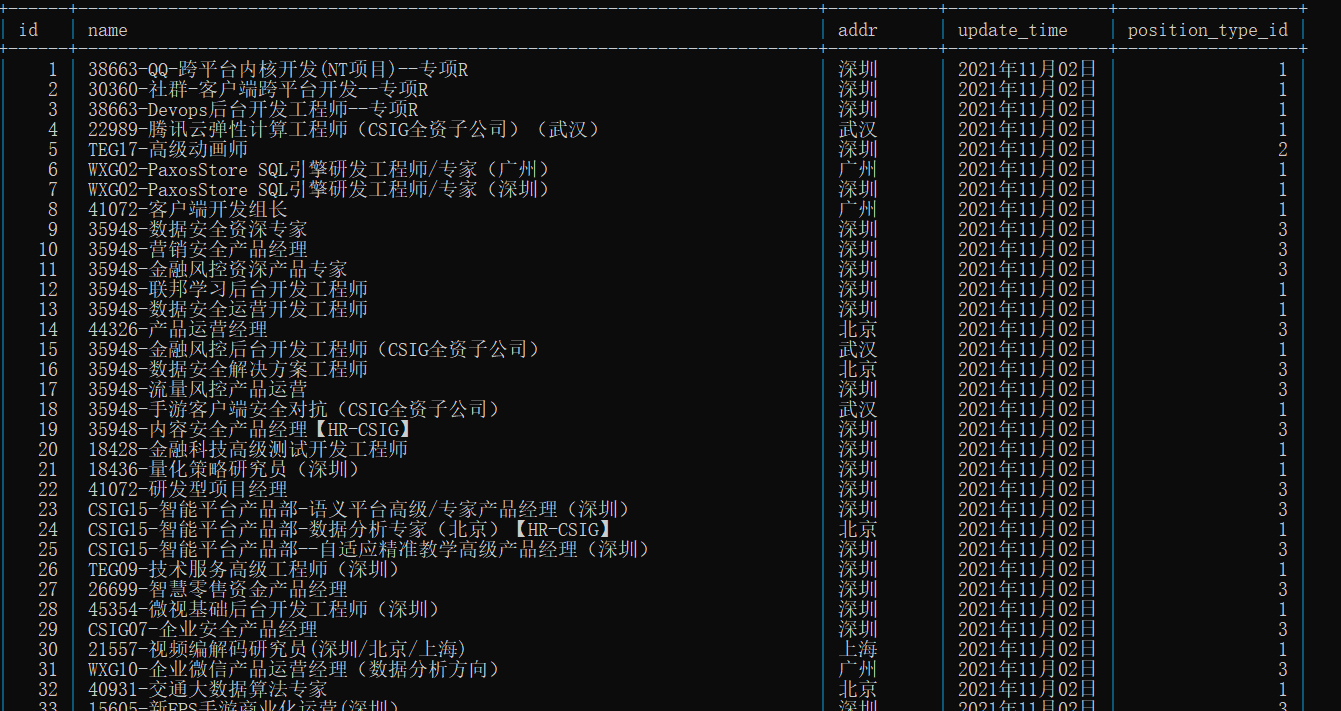 id name addr update_time position_type_id
1 38663-QQ-跨平台内核开发(NT项目)--专项R 深圳 2021年11月02日 1
2 30360-社群-客户端跨平台开发--专项R 深圳 2021年11月02日 1
3 38663-Devops后台开发工程师--专项R 深圳 2021年11月02日 1
4 22989-腾讯云弹性计算工程师（CSIG全资子公司）（武汉） 武汉 2021年11月02日 1
5 TEG17-高级动画师 深圳 2021年11月02日 2
6 WXG02-PaxosStore SQL引擎研发工程师/专家（广州） 广州 2021年11月02日 1
7 WXG02-PaxosStore SQL引擎研发工程师/专家（深圳） 深圳 2021年11月02日 1
8 41072-客户端开发组长 广州 2021年11月02日 1
9 35948-数据安全资深专家 深圳 2021年11月02日 3
10 35948-营销安全产品经理 深圳 2021年11月02日 3
11 35948-金融风控资深产品专家 深圳 2021年11月02日 3
12 35948-联邦学习后台开发工程师 深圳 2021年11月02日 1
13 35948-数据安全运营开发工程师 深圳 2021年11月02日 1
14 44326-产品运营经理 北京 2021年11月02日 3
15 35948-金融风控后台开发工程师（CSIG全资子公司） 武汉 2021年11月02日 1
16 35948-数据安全解决方案工程师 北京 2021年11月02日 3
17 35948-流量风控产品运营 深圳 2021年11月02日 3
18 35948-手游客户端安全对抗（CSIG全资子公司） 武汉 2021年11月02日 1
19 35948-内容安全产品经理【HR-CSIG】 深圳 2021年11月02日 3
20 18428-金融科技高级测试开发工程师 深圳 2021年11月02日 1
21 18436-量化策略研究员（深圳） 深圳 2021年11月02日 1
22 41072-研发型项目经理 深圳 2021年11月02日 3
23 CSIG15-智能平台产品部-语义平台高级/专家产品经理（深圳） 深圳 2021年11月02日 3
24 CSIG15-智能平台产品部-数据分析专家（北京）【HR-CSIG】 北京 2021年11月02日 1
25 CSIG15-智能平台产品部--自适应精准教学高级产品经理（深圳） 深圳 2021年11月02日 3
26 TEG09-技术服务高级工程师（深圳） 深圳 2021年11月02日 1
27 26699-智慧零售资金产品经理 深圳 2021年11月02日 3
28 45354-微视基础后台开发工程师（深圳） 深圳 2021年11月02日 1
29 CSIG07-企业安全产品经理 深圳 2021年11月02日 3
30 21557-视频编解码研究员(深圳/北京/上海) 上海 2021年11月02日 1
31 WXG10-企业微信产品运营经理（数据分析方向） 广州 2021年11月02日 3
32 40931-交通大数据算法专家 北京 2021年11月02日 1
33 15605-新FPS手游商业化运营(深圳) 深圳 2021年11月02日 3